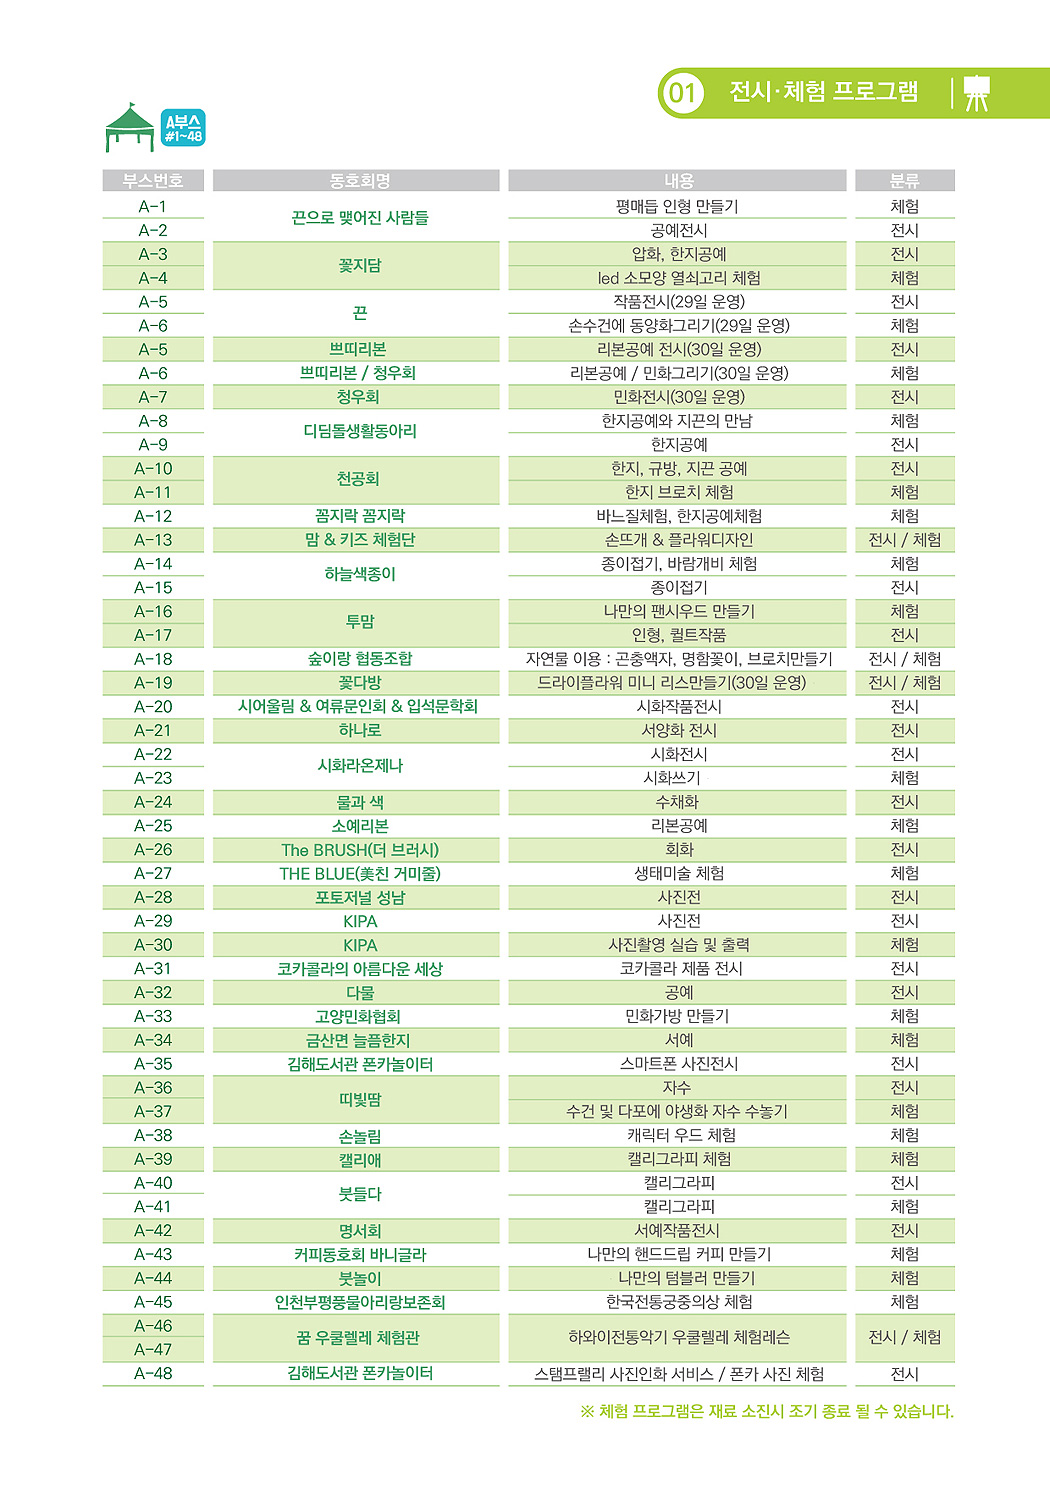 01 전시·체험 프로그램
A부스
#1~48
부스번호 동호회명 내용 분류
A-1 끈으로 맺어진 사람들 평매듭 인형 만들기 체험
A-2 공예전시 전시
A-3 꽃지담 압화, 한지공예 전시
A-4 led 소모양 열쇠고리 체험 체험
A-5 끈 작품전시(29일 운영) 전시
A-6 손수건에 동양화그리기(29일 운영) 체험
A-5 쁘띠리본 리본공예 전시(30일 운영) 전시
A-6 쁘띠리본 / 청우회 리본공예 / 민화그리기(30일 운영) 체험
A-7 청우회 민화전시(30일 운영) 전시
A-8 디딤돌생활동아리 한지공예와 지끈의 만남 체험
A-9 한지공예 전시
A-10 천공회 한지, 규방, 지끈 공예 전시
A-11 한지 브로치 체험 체험
A-12 꼼지락 꼼지락 바느질체험, 한지공예체험 체험
A-13 맘 & 키즈 체험단 손뜨개 & 플라워디자인 전시 / 체험
A-14 하늘색종이 종이접기, 바람개비 체험 체험
A-15 종이접기 전시
A-16 투맘 나만의 팬시우드 만들기 체험
A-17 인형, 퀼트작품 전시
A-18 숲이랑 협동조합 자연물 이용 : 곤충액자, 명함꽂이, 브로치만들기 전시 / 체험
A-19 꽃다방 드라이플라워 미니 리스만들기(30일 운영) 전시 / 체험
A-20 시어울림 & 여류문인회 & 입석문학회 시화작품전시 전시
A-21 하나로 서양화 전시 전시
A-22 시화라온제나 시화전시 전시
A-23 시화쓰기 체험
A-24 물과 색 수채화 전시
A-25 소예리본 리본공예 체험
A-26 The BRUSH(더 브러시) 회화 전시
A-27 THE BLUE(美친 거미줄) 생태미술 체험 체험
A-28 포토저널 성남 사진전 전시
A-29 KIPA 사진전 전시
A-30 KIPA 사진촬영 실습 및 출력 체험
A-31 코카콜라의 아름다운 세상 코카콜라 제품 전시 전시
A-32 다물 공예 전시
A-33 고양민화협회 민화가방 만들기 체험
A-34 금산면 늘픔한지 서예 체험
A-35 김해도서관 폰카놀이터 스마트폰 사진전시 전시
A-36 띠빛땀 자수 전시
A-37 수건 및 다포에 야생화 자수 수놓기 체험
A-38 손놀림 캐릭터 우드 체험 체험
A-39 캘리애 캘리그라피 체험 체험
A-40 붓들다 캘리그라피 전시
A-41 캘리그라피 체험
A-42 명서회 서예작품전시 전시
A-43 커피동호회 바니글라 나만의 핸드드립 커피 만들기 체험
A-44 붓놀이 나만의 텀블러 만들기 체험
A-45 인천부평풍물아리랑보존회 한국전통궁중의상 체험 체험
A-46 꿈 우쿨렐레 체험관 하와이전통악기 우쿨렐레 체험레슨 전시 / 체험
A-47
A-48 김해도서관 폰카놀이터 스탬프랠리 사진인화 서비스 / 폰카 사진 체험 전시
※ 체험 프로그램은 재료 소진시 조기 종료 될 수 있습니다.